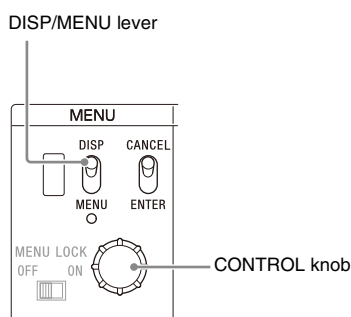 DISP/MENU lever
MENU
DISP CANCEL
MENU ENTER
MENU LOCK
OFF ON
CONTROL knob